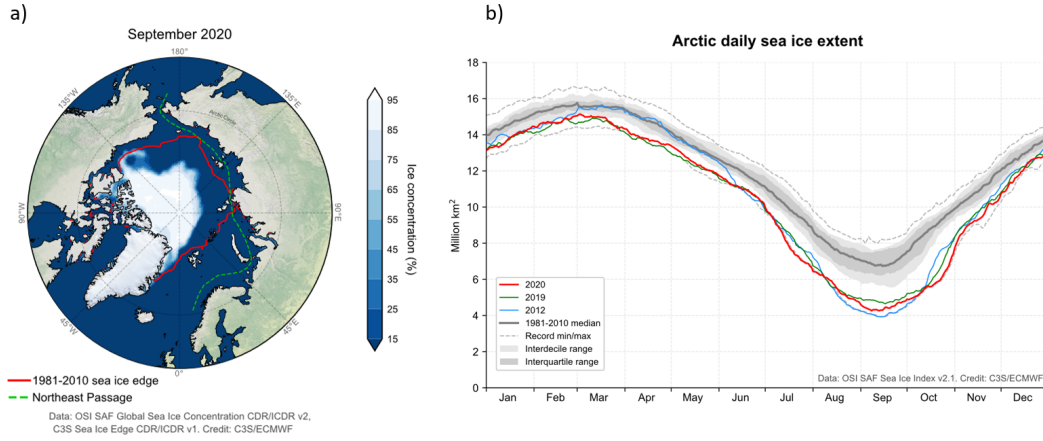 a)
September 2020
180°
135°W
135°E
Arctic Circle
90°W
90°E
45°W
45°E
0°
95
85
75
65
55
45
35
25
15
Ice concentration (%)
1981-2010 sea ice edge
Northeast Passage
Data: OSI SAF Global Sea Ice Concentration CDR/ICDR v2,
C3S Sea Ice Edge CDR/ICDR v1. Credit: C3S/ECMWF
b)
Arctic daily sea ice extent
Million km²
18
16
14
12
10
8
6
4
2
0
2020
2019
2012
1981-2010 median
Record min/max
Interdecile range
Interquartile range
Data: OSI SAF Sea Ice Index v2.1. Credit: C3S/ECMWF
Jan Feb Mar Apr May Jun Jul Aug Sep Oct Nov Dec